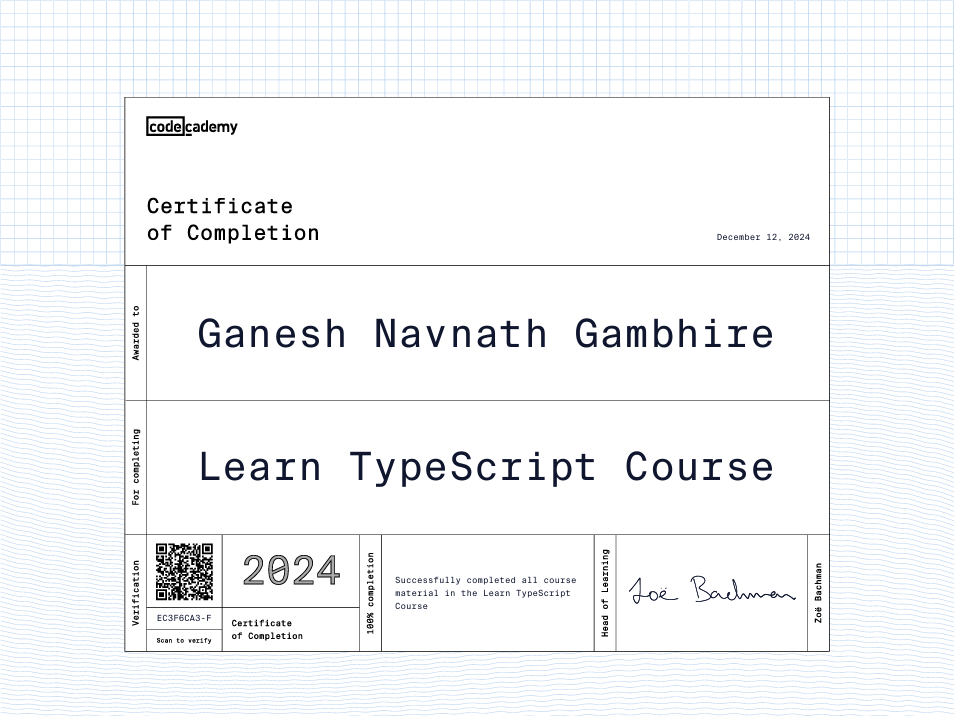 codecademy
Certificate
of Completion
December 12, 2024
Awarded to
Ganesh Navnath Gambhire
For completing
Learn TypeScript Course
Verification
EC3F6CA3-F
Scan to verify
2024
Certificate
of Completion
100% completion
Successfully completed all course
material in the Learn TypeScript
Course
Head of Learning
Zoë Bachman
Zoë Bachman